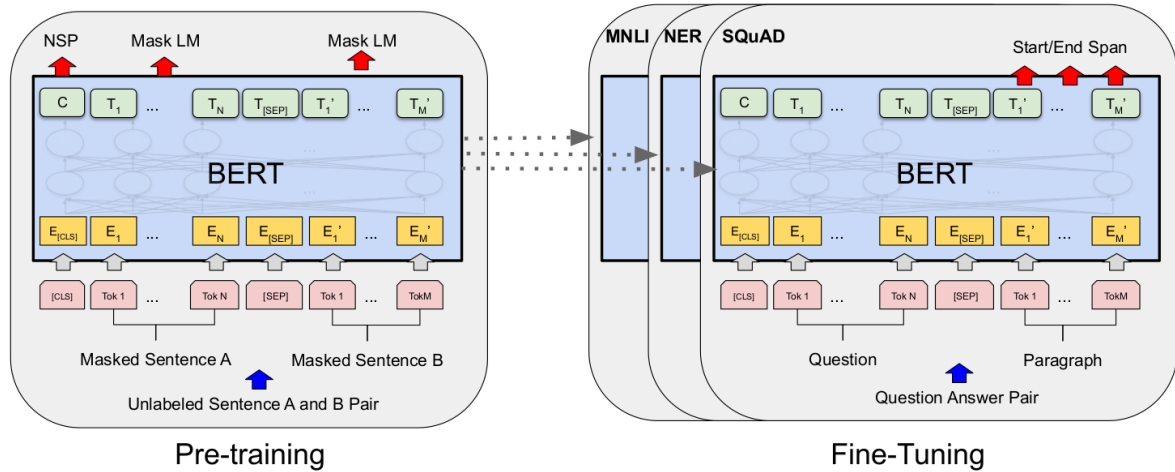 NSP Mask LM Mask LM
C T1 ... TN T[SEP] T1' ... TM'
...
BERT
...
E[CLS] E1 ... EN E[SEP] E1' ... EM'
[CLS] Tok 1 ... Tok N [SEP] Tok 1 ... TokM
Masked Sentence A Masked Sentence B
Unlabeled Sentence A and B Pair
Pre-training
MNLI NER SQuAD
Start/End Span
C T1 ... TN T[SEP] T1' ... TM'
...
BERT
...
E[CLS] E1 ... EN E[SEP] E1' ... EM'
[CLS] Tok 1 ... Tok N [SEP] Tok 1 ... TokM
Question Paragraph
Question Answer Pair
Fine-Tuning